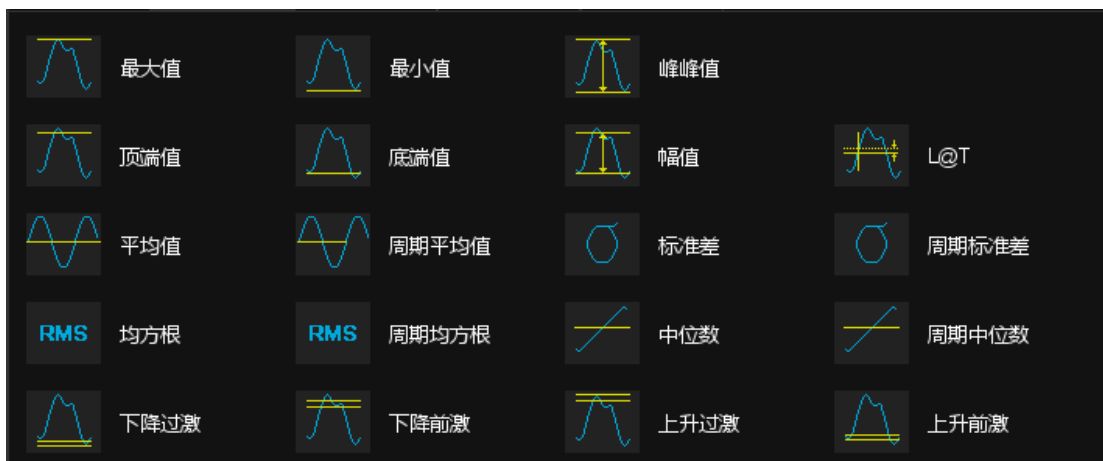 最大值 最小值 峰峰值
顶端值 底端值 幅值 L@T
平均值 周期平均值 标准差 周期标准差
RMS 均方根 RMS 周期均方根 中位数 周期中位数
下降过激 下降前激 上升过激 上升前激